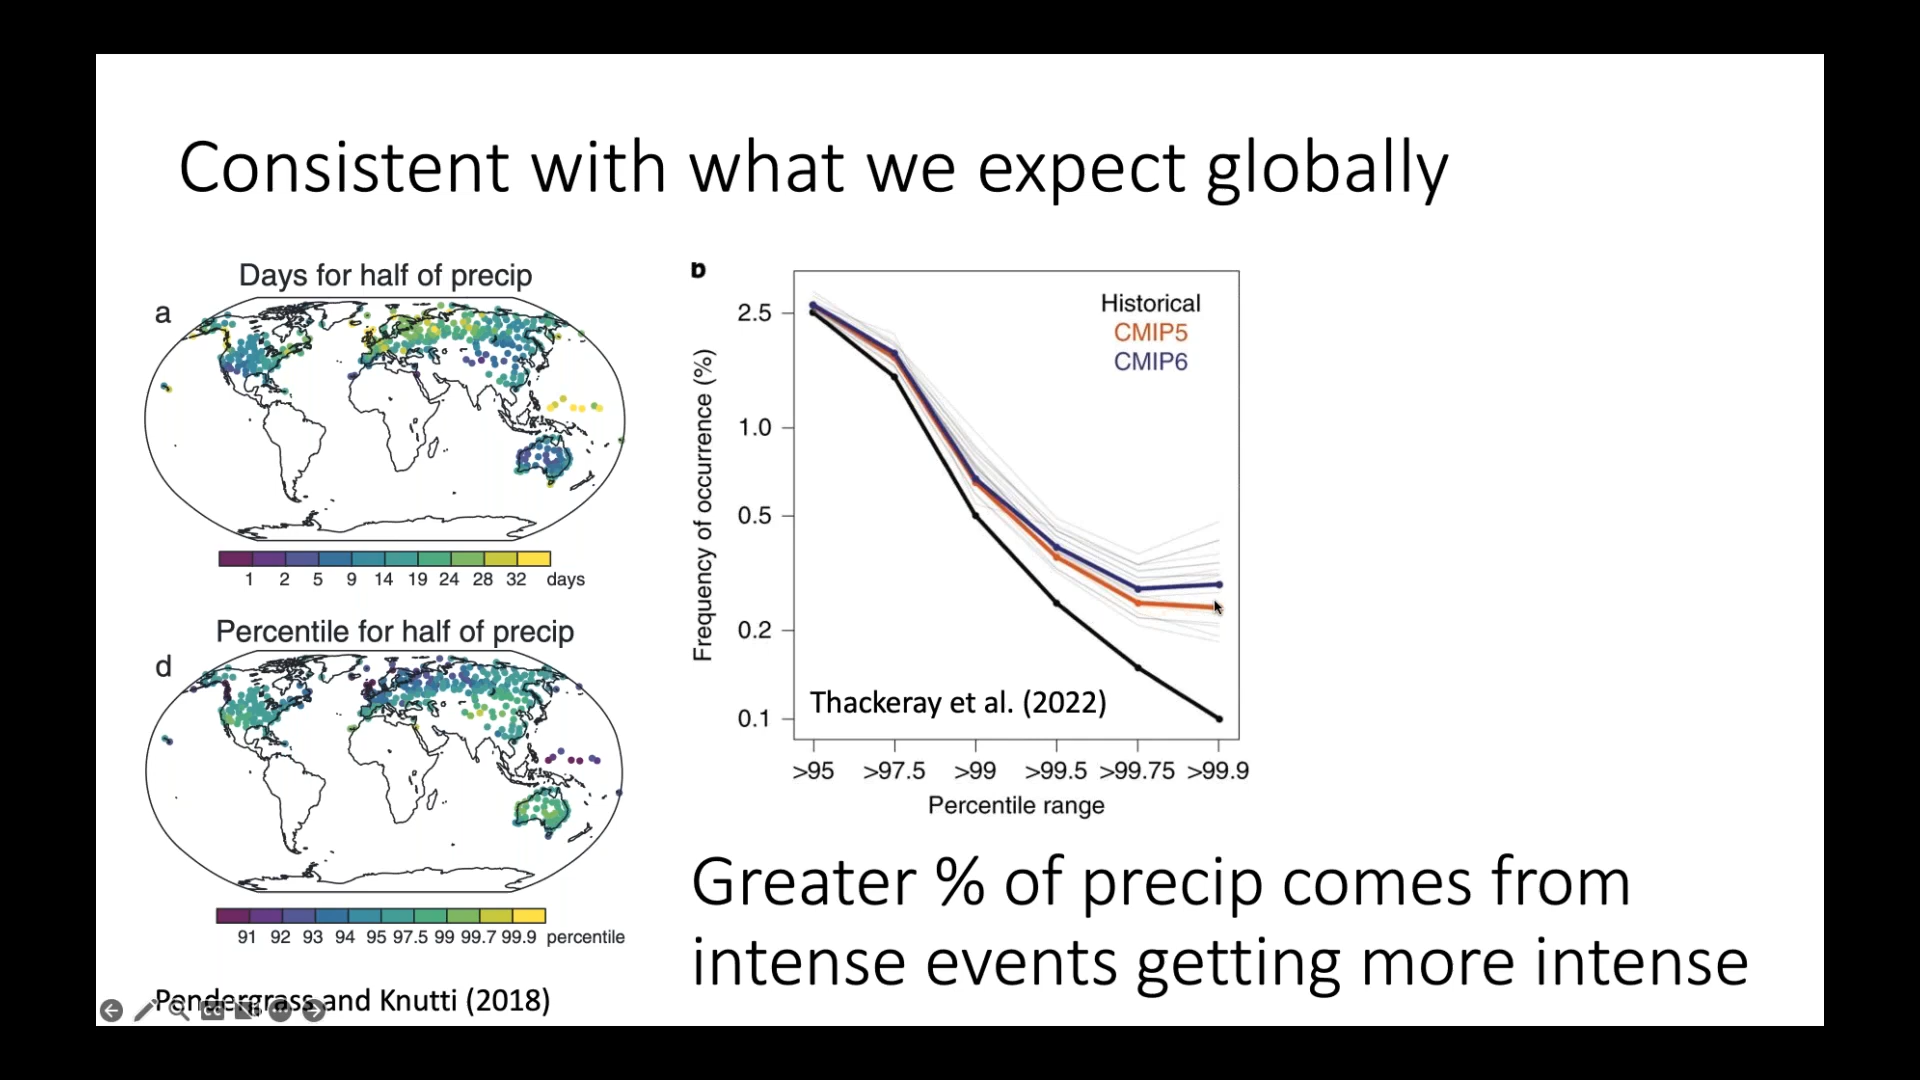 Consistent with what we expect globally
Days for half of precip
a
1 2 5 9 14 19 24 28 32 days
Percentile for half of precip
d
91 92 93 94 95 97.5 99 99.7 99.9 percentile
Pendergrass and Knutti (2018)
b
Historical
CMIP5
CMIP6
Frequency of occurrence (%)
2.5
1.0
0.5
0.2
0.1
Thackeray et al. (2022)
>95 >97.5 >99 >99.5 >99.75 >99.9
Percentile range
Greater % of precip comes from
intense events getting more intense
CC